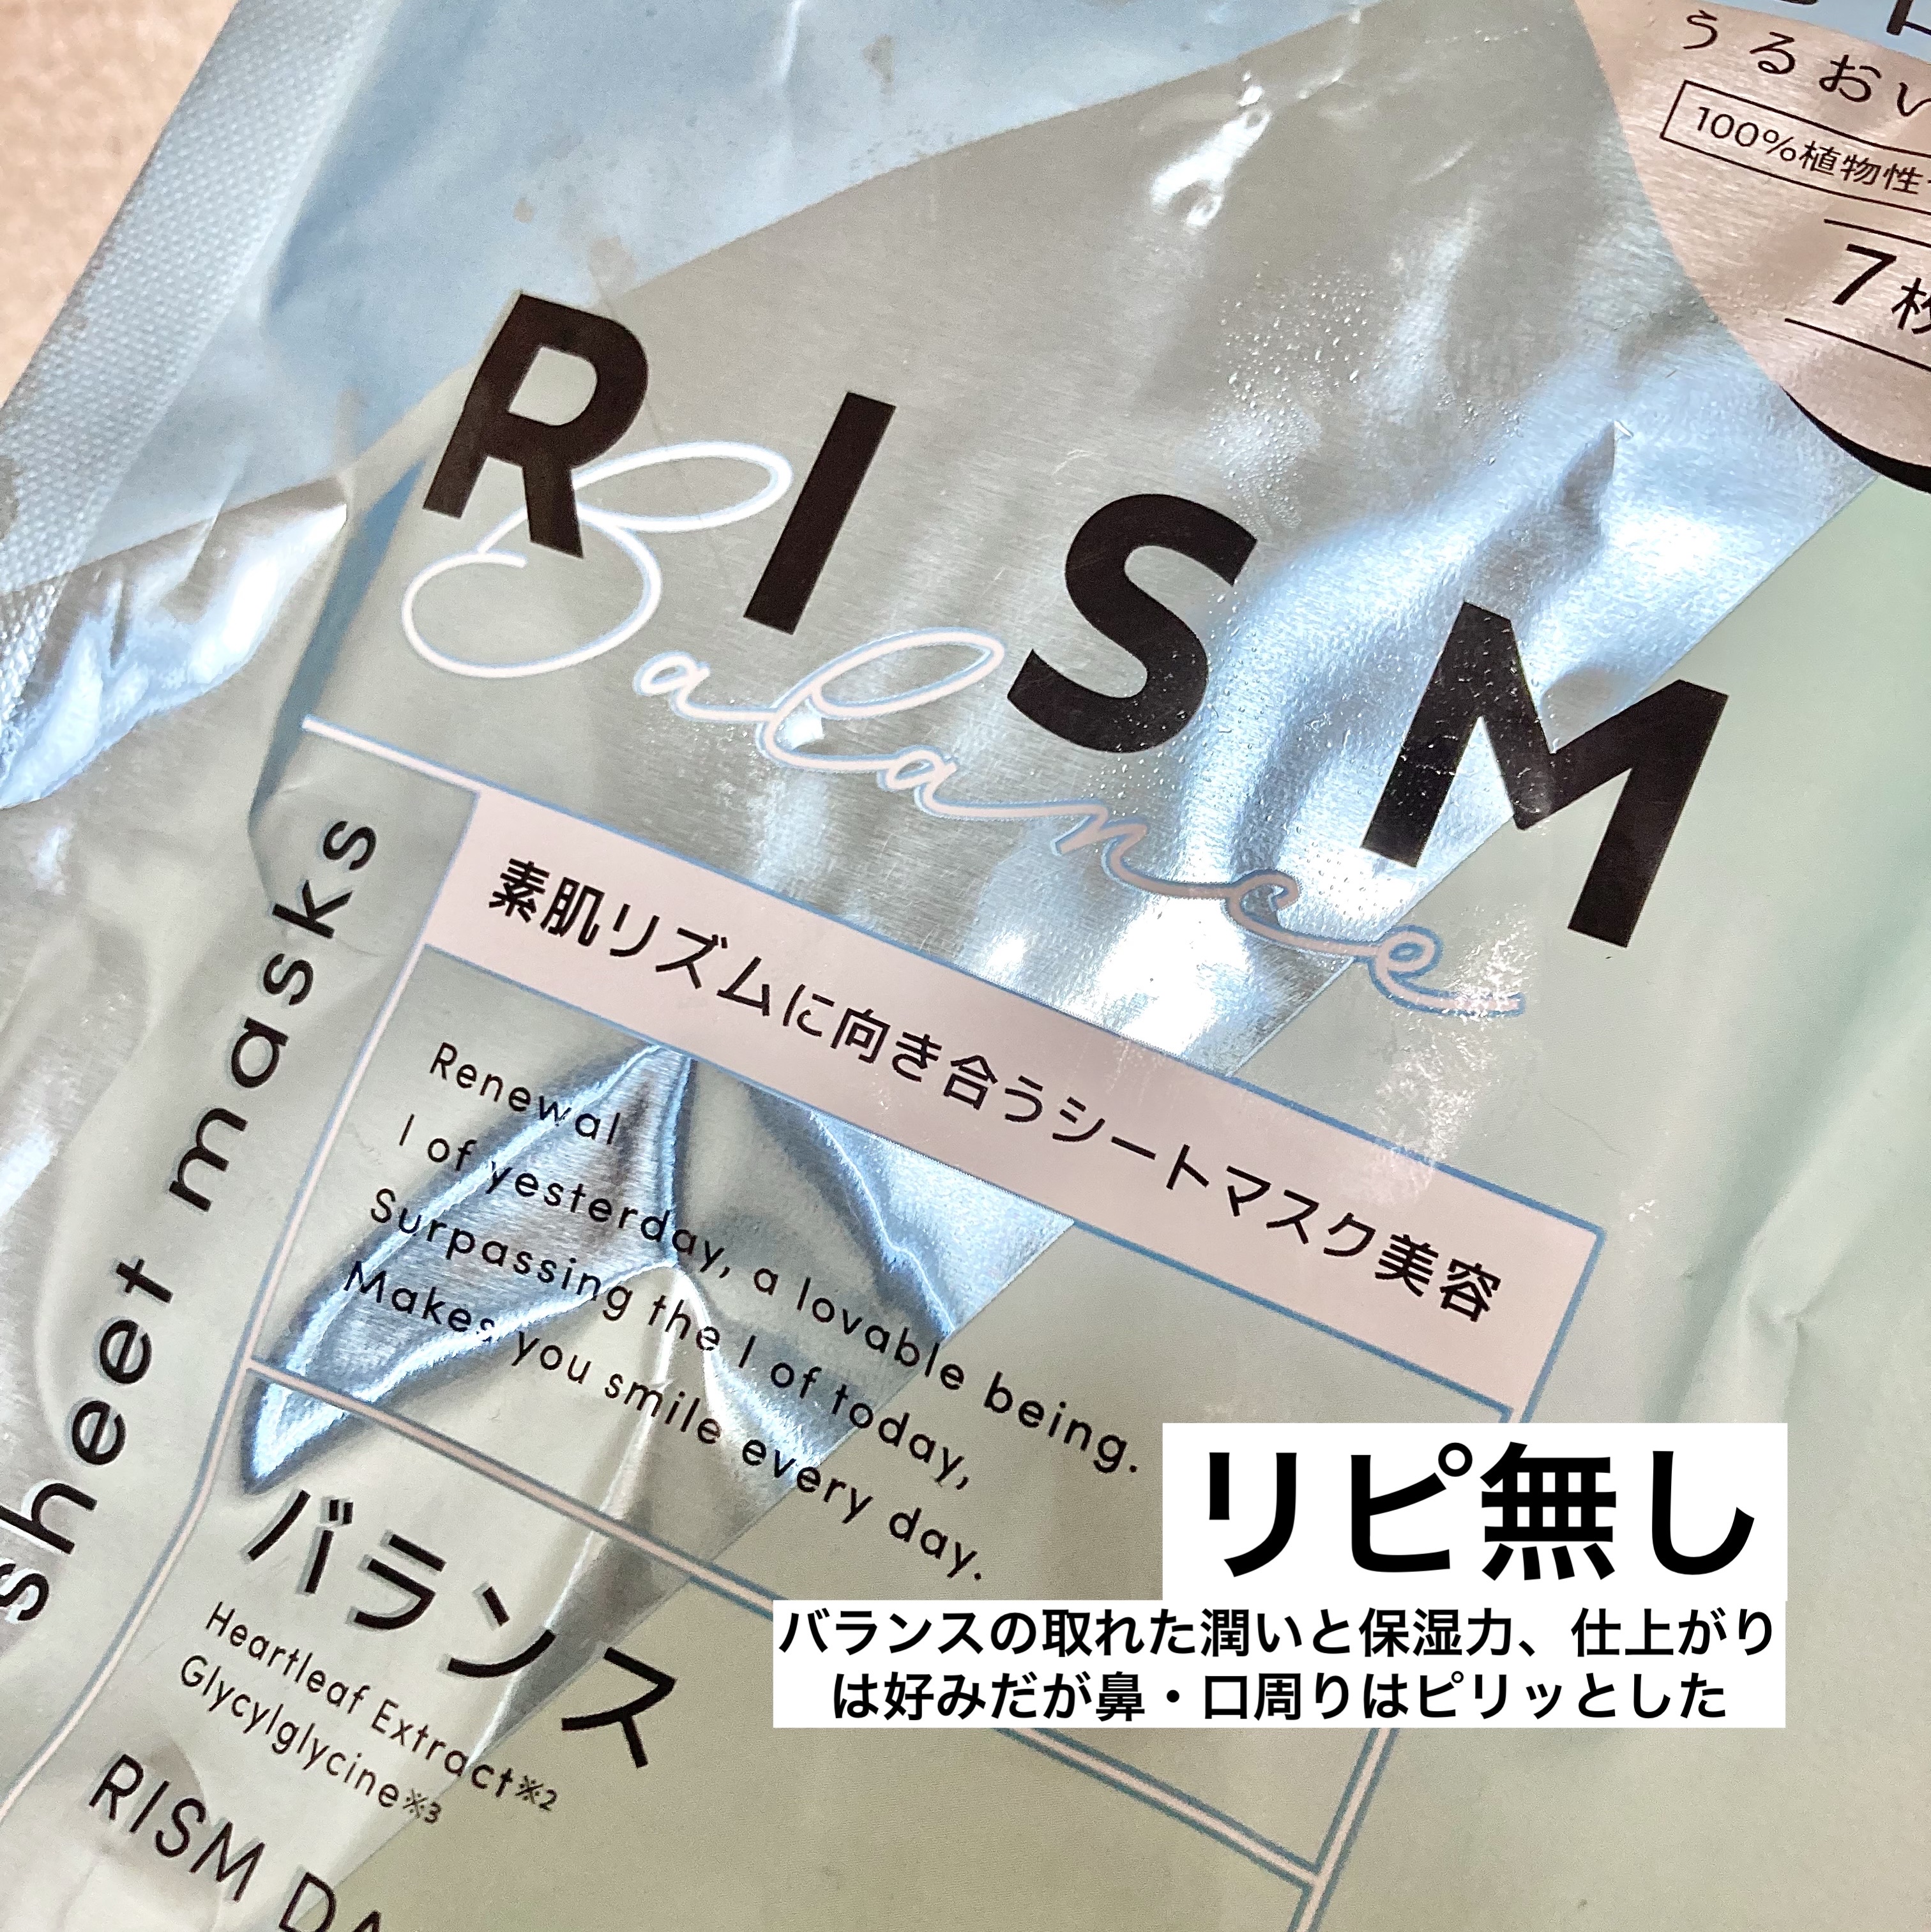 うるおい
100%植物性
7枚
RISM
Balance
素肌リズムに向き合うシートマスク美容
Renewal
I of yesterday, a lovable being.
Surpassing the I of today,
Makes you smile every day.
sheet masks
バランス
Heartleaf Extract※2
Glycylglycine※3
RISM DA
リピ無し
バランスの取れた潤いと保湿力、仕上がり
は好みだが鼻・口周りはピリッとした